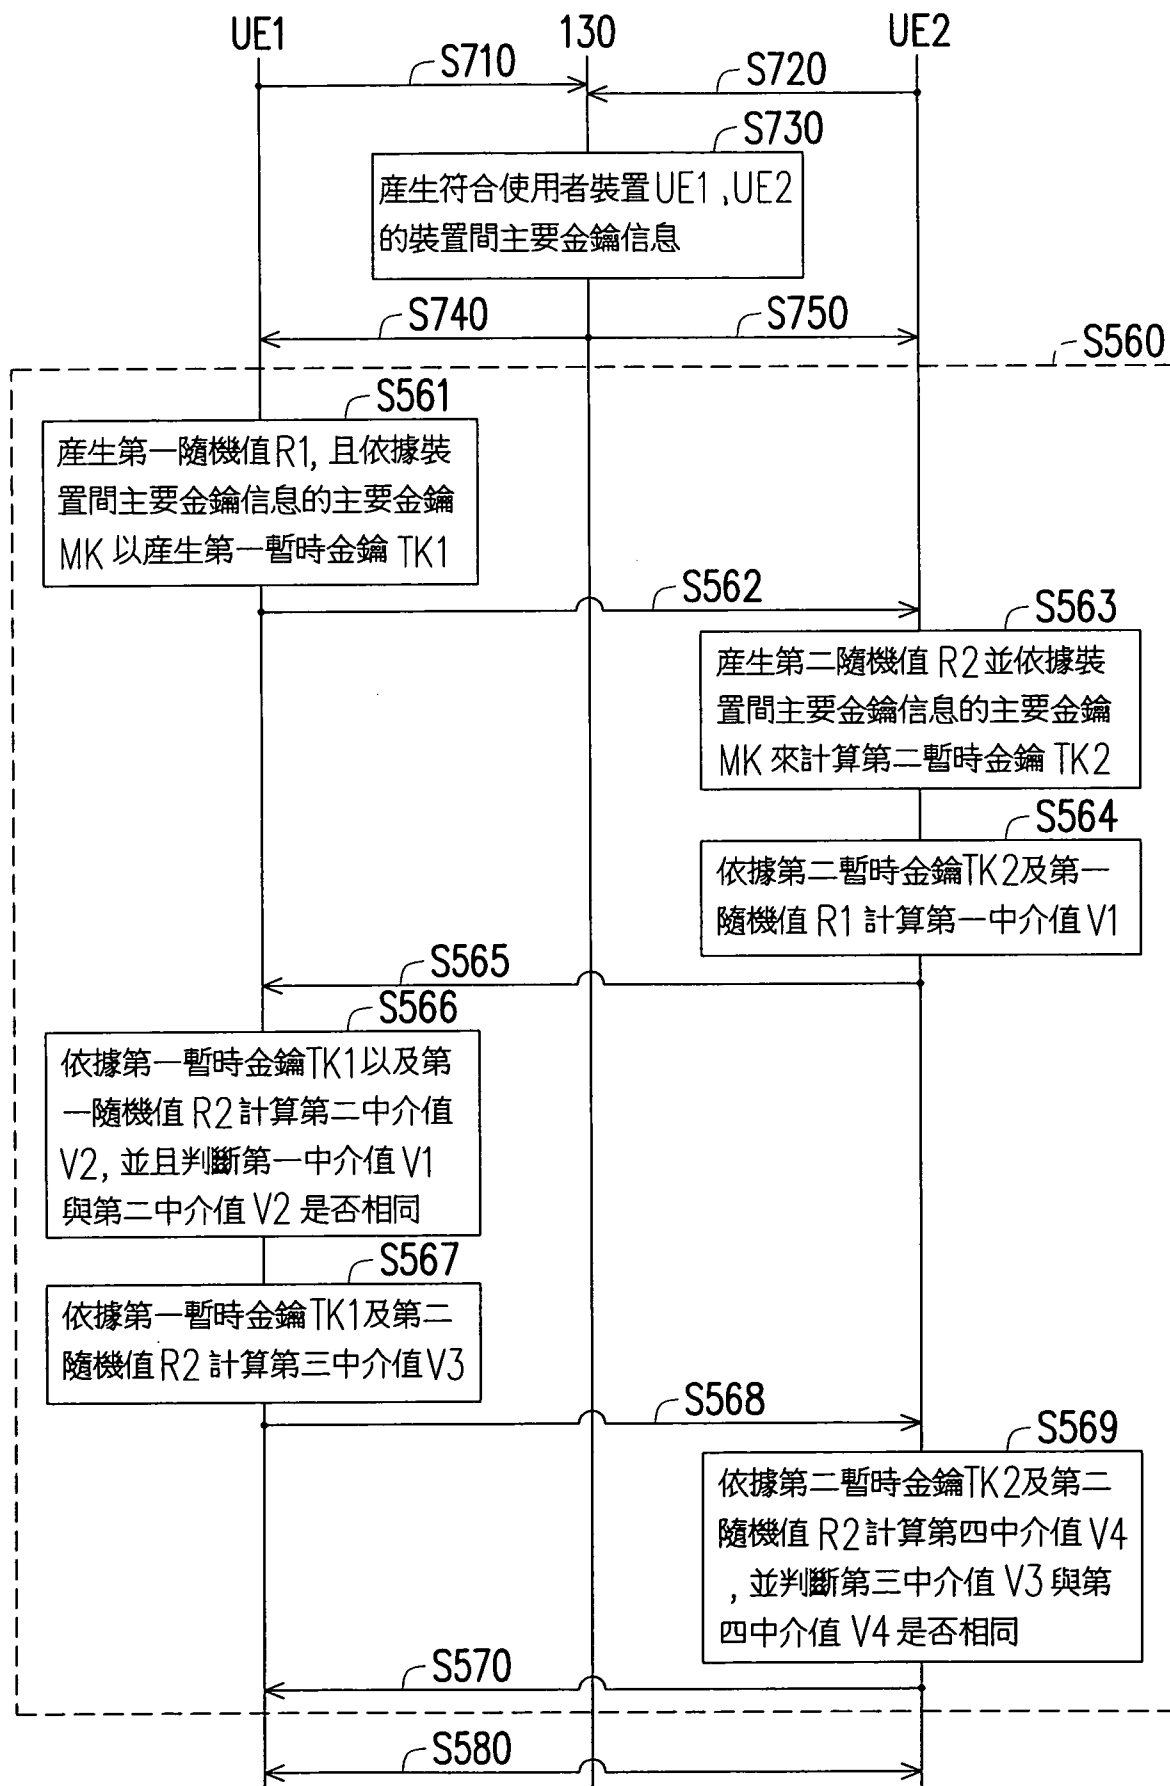 UE1
130
UE2
S710
S720
S730
產生符合使用者裝置UE1,UE2
的裝置間主要金鑰信息
S740
S750
S560
S561
產生第一隨機值R1,且依據裝
置間主要金鑰信息的主要金鑰
MK以產生第一暫時金鑰TK1
S562
S563
產生第二隨機值R2並依據裝
置間主要金鑰信息的主要金鑰
MK來計算第二暫時金鑰TK2
S564
依據第二暫時金鑰TK2及第一
隨機值R1計算第一中介值V1
S565
S566
依據第一暫時金鑰TK1以及第
一隨機值R2計算第二中介值
V2,並且判斷第一中介值V1
與第二中介值V2是否相同
S567
依據第一暫時金鑰TK1及第二
隨機值R2計算第三中介值V3
S568
S569
依據第二暫時金鑰TK2及第二
隨機值R2計算第四中介值V4
,並判斷第三中介值V3與第
四中介值V4是否相同
S570
S580